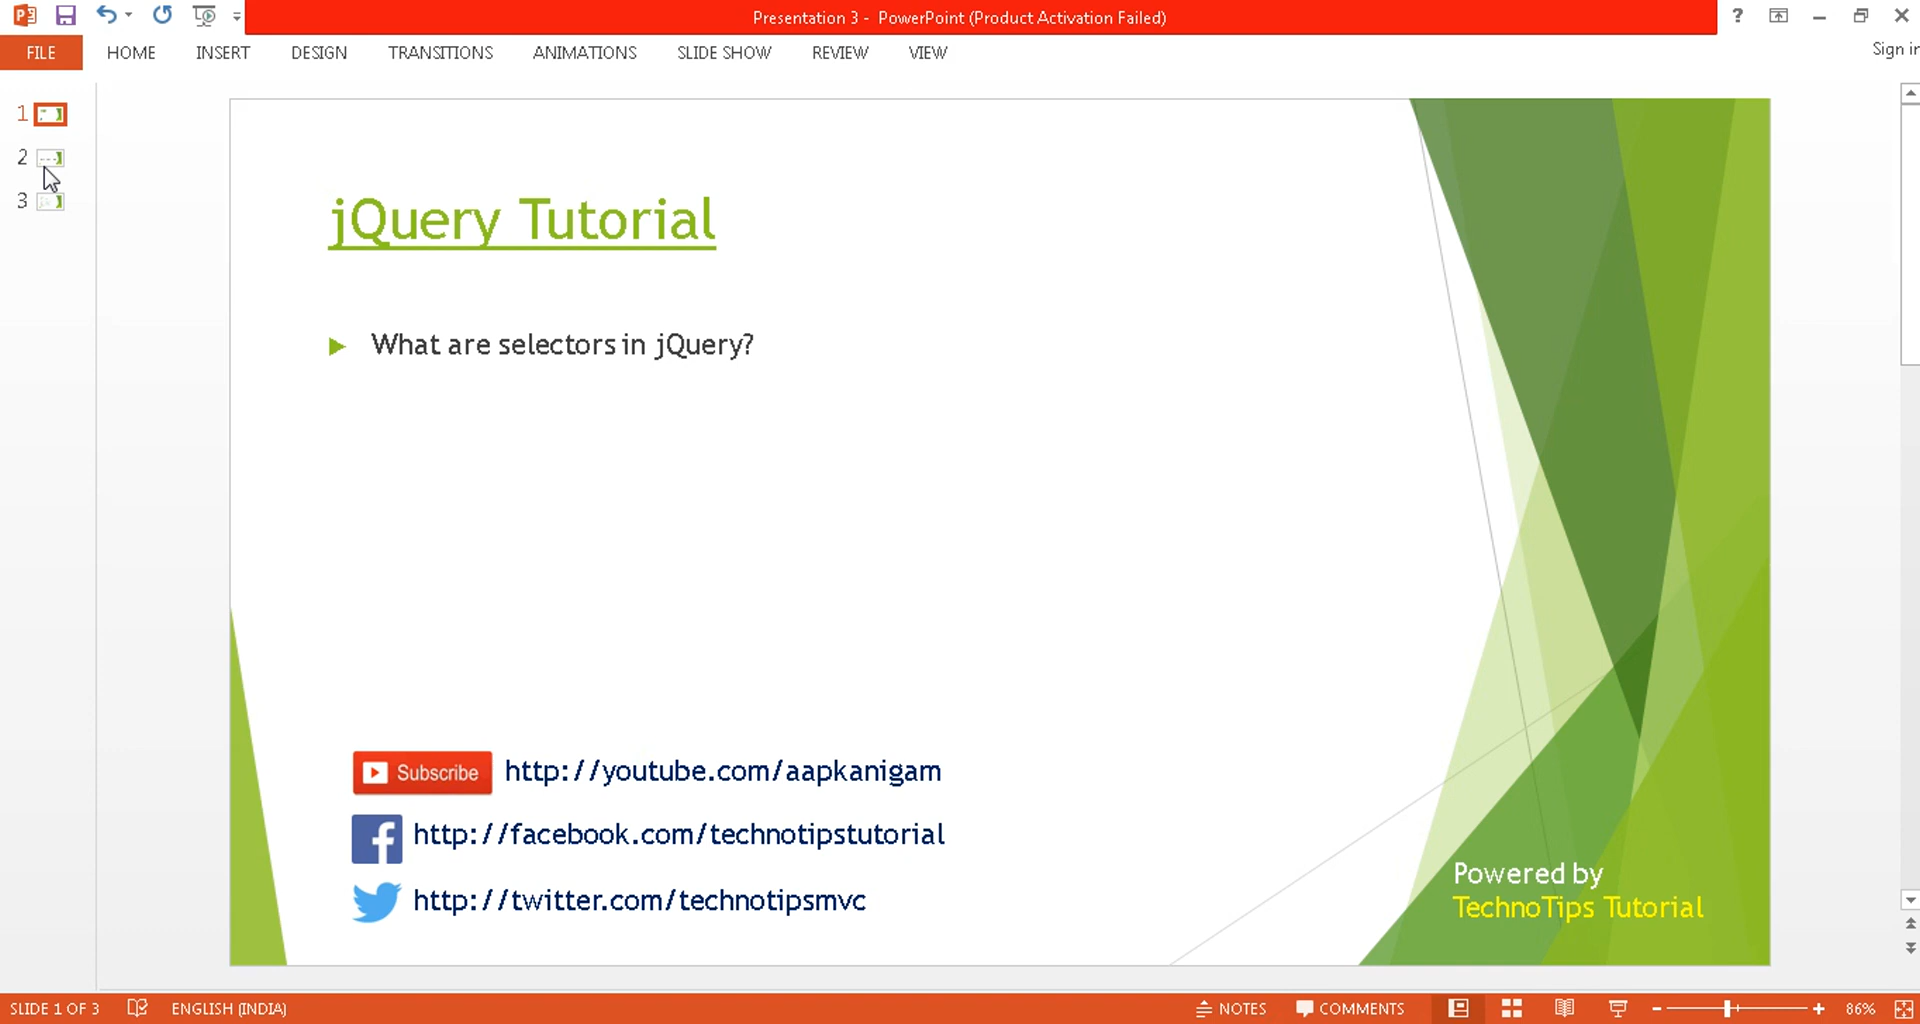 Presentation 3 - PowerPoint (Product Activation Failed)
?
Sign in
FILE HOME INSERT DESIGN TRANSITIONS ANIMATIONS SLIDE SHOW REVIEW VIEW
1
2
3
jQuery Tutorial
What are selectors in jQuery?
Subscribe http://youtube.com/aapkanigam
http://facebook.com/technotipstutorial
http://twitter.com/technotipsmvc
Powered by
TechnoTips Tutorial
SLIDE 1 OF 3 ENGLISH (INDIA) NOTES COMMENTS 86%